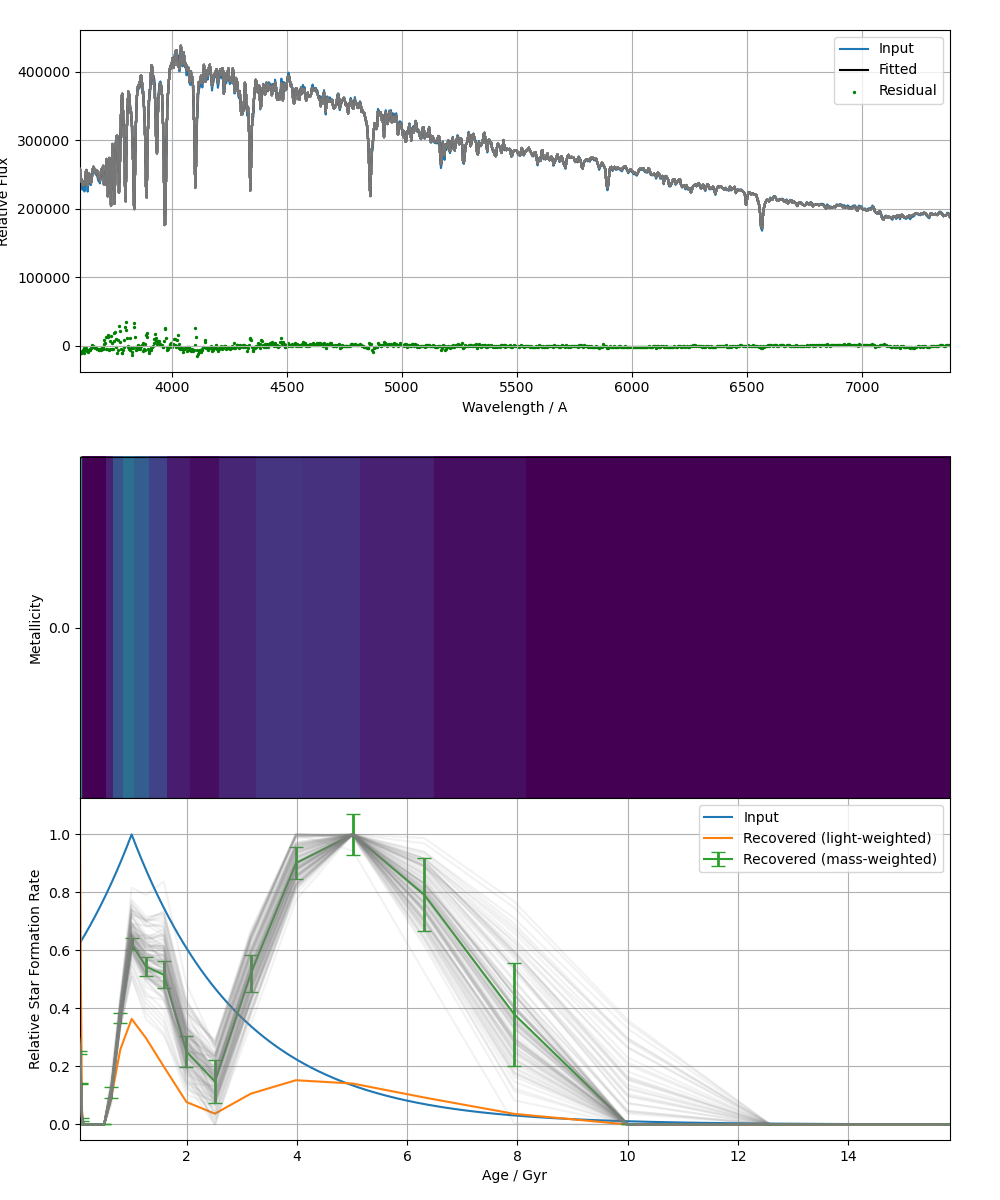 Input
Fitted
Residual
400000
300000
200000
100000
0
Relative Flux
4000 4500 5000 5500 6000 6500 7000
Wavelength / A
Metallicity
0.0
Input
Recovered (light-weighted)
Recovered (mass-weighted)
1.0
0.8
0.6
0.4
0.2
0.0
Relative Star Formation Rate
2 4 6 8 10 12 14
Age / Gyr